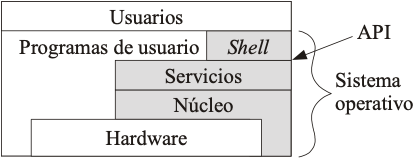 Usuarios
API
Programas de usuario
Shell
Servicios
Sistema
operativo
Núcleo
Hardware